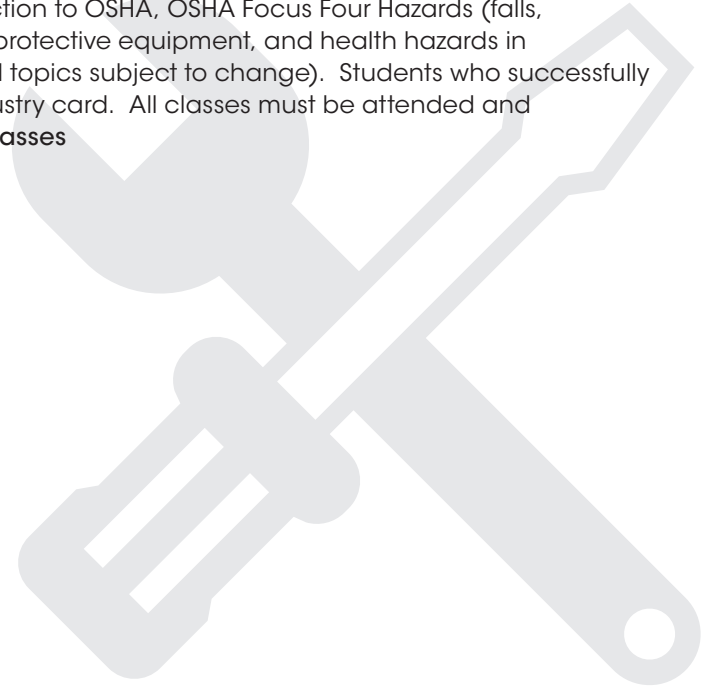 ction to OSHA, OSHA Focus Four Hazards (falls,
protective equipment, and health hazards in
l topics subject to change). Students who successfully
ustry card. All classes must be attended and
asses